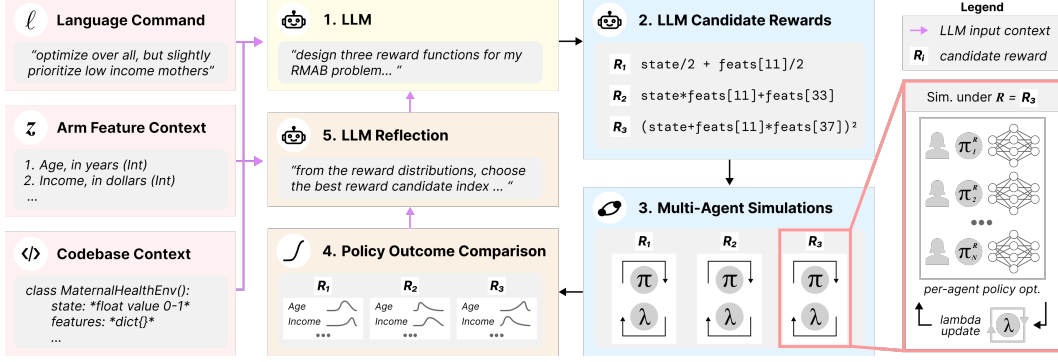 ℓ Language Command
“optimize over all, but slightly
prioritize low income mothers”
z Arm Feature Context
1. Age, in years (Int)
2. Income, in dollars (Int)
...
</> Codebase Context
class MaternalHealthEnv():
state: *float value 0-1*
features: *dict{}*
...
1. LLM
“design three reward functions for my
RMAB problem... “
5. LLM Reflection
“from the reward distributions, choose
the best reward candidate index ... “
4. Policy Outcome Comparison
R1 R2 R3
Age Age Age
Income Income Income
... ... ...
2. LLM Candidate Rewards
R1 state/2 + feats[11]/2
R2 state*feats[11]+feats[33]
R3 (state+feats[11]*feats[37])²
3. Multi-Agent Simulations
R1 R2 R3
π π π
λ λ λ
Legend
LLM input context
Ri candidate reward
Sim. under R = R3
π1R
π2R
...
πNR
per-agent policy opt.
lambda
update
λ